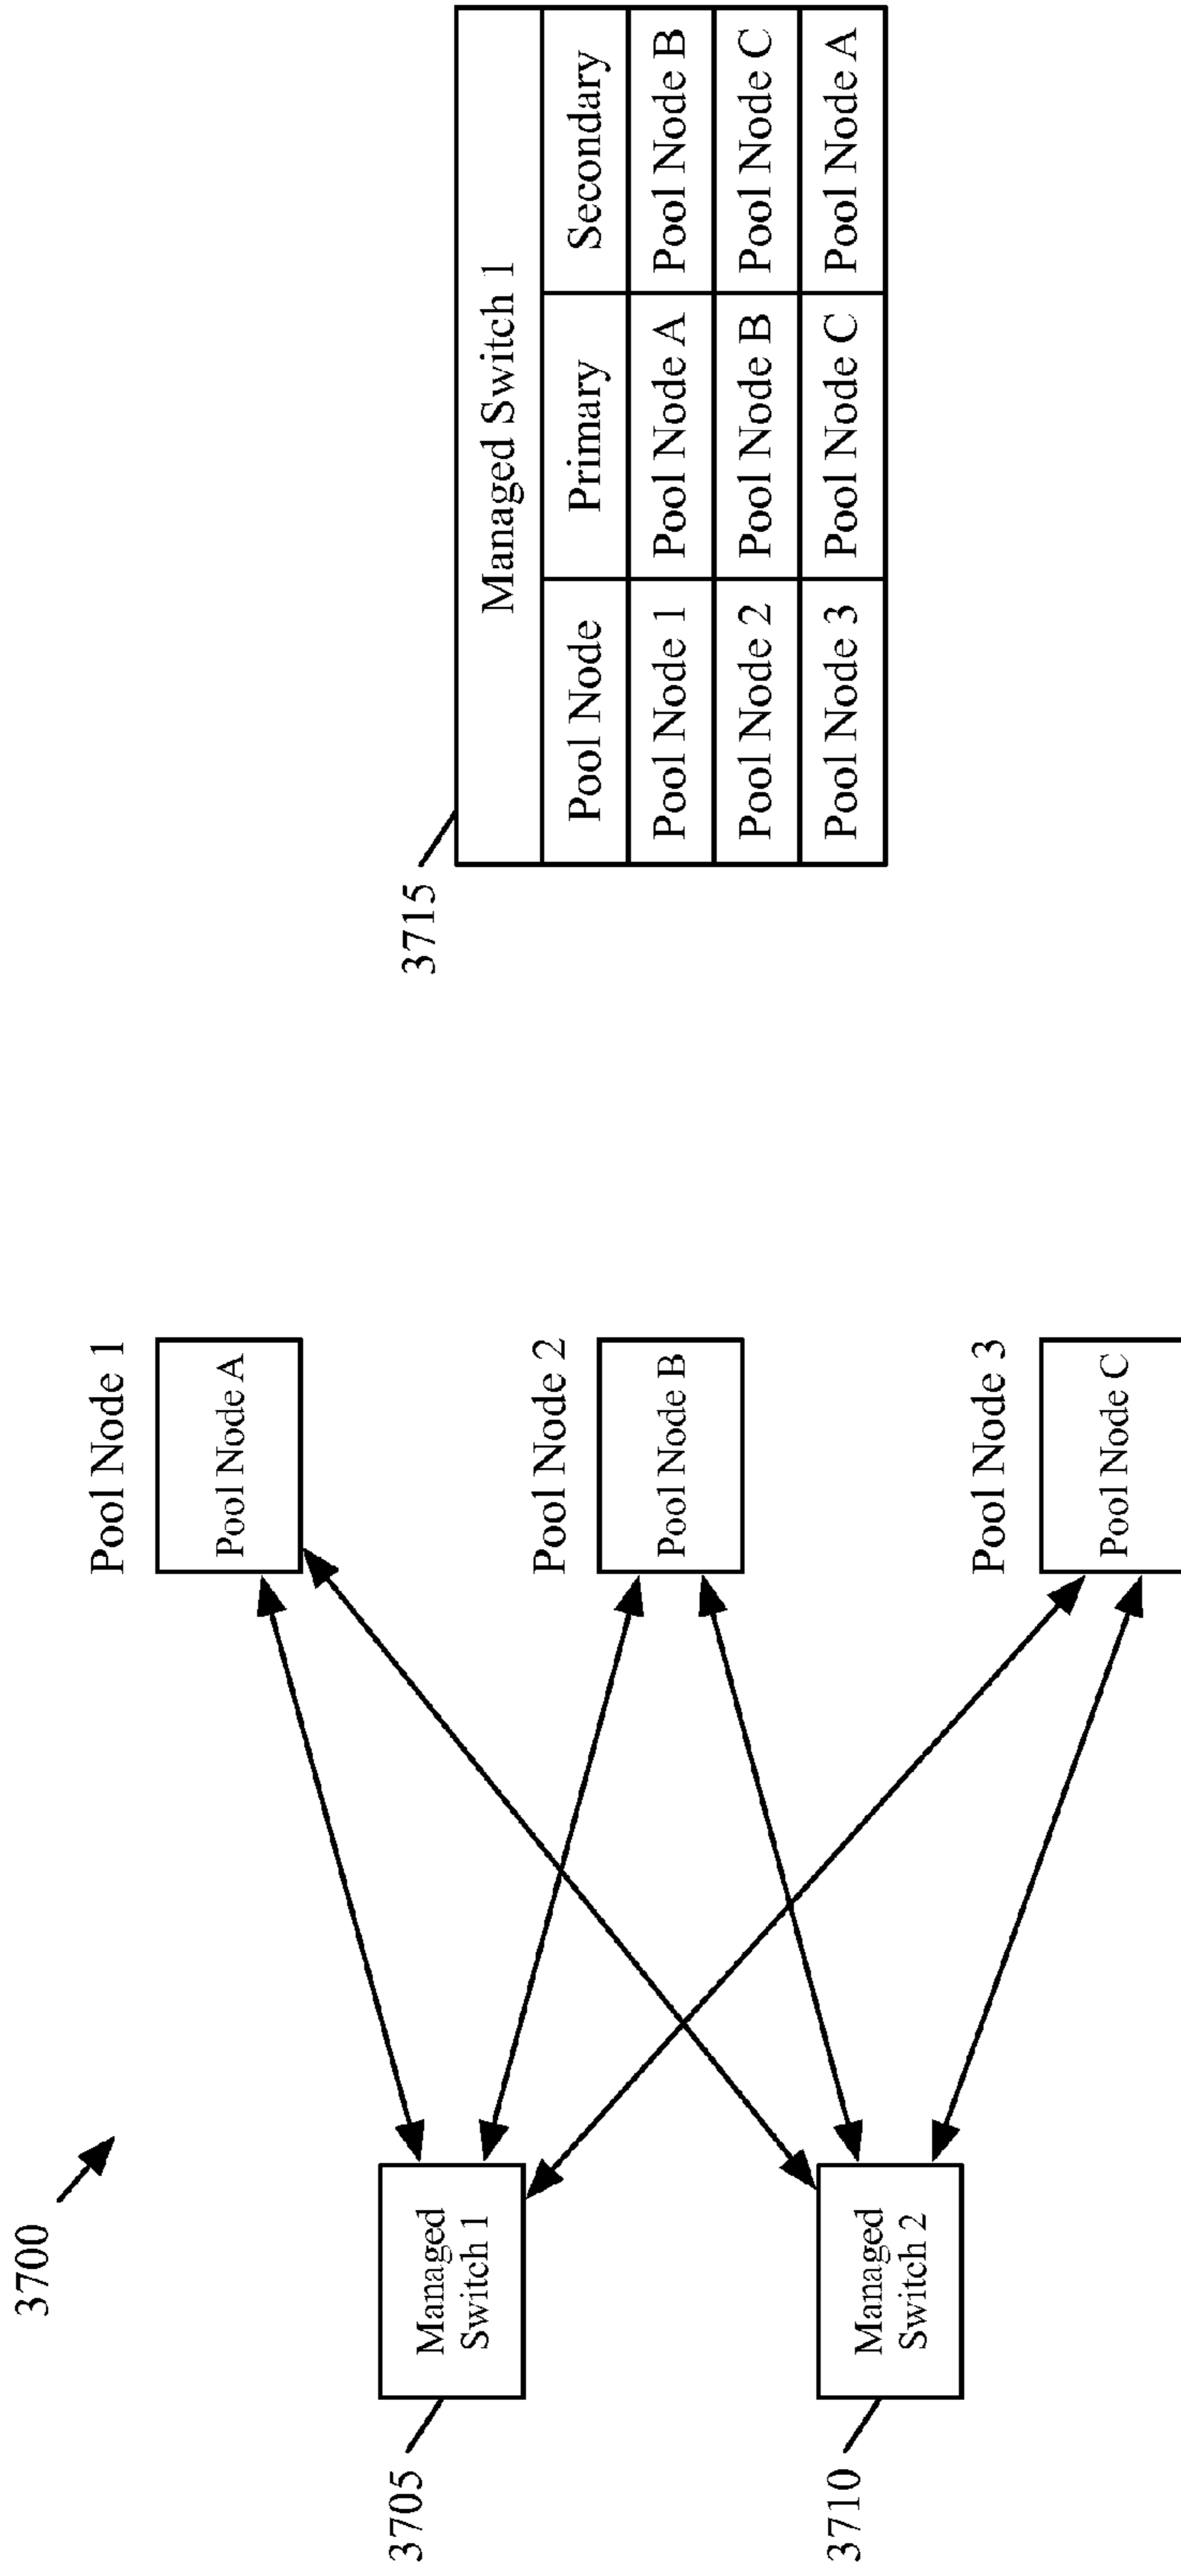 3700
Pool Node 1
Pool Node A
3705
Managed
Switch 1
Pool Node 2
Pool Node B
3710
Managed
Switch 2
Pool Node 3
Pool Node C
3715
Managed Switch 1
Pool Node Primary Secondary
Pool Node 1 Pool Node A Pool Node B
Pool Node 2 Pool Node B Pool Node C
Pool Node 3 Pool Node C Pool Node A